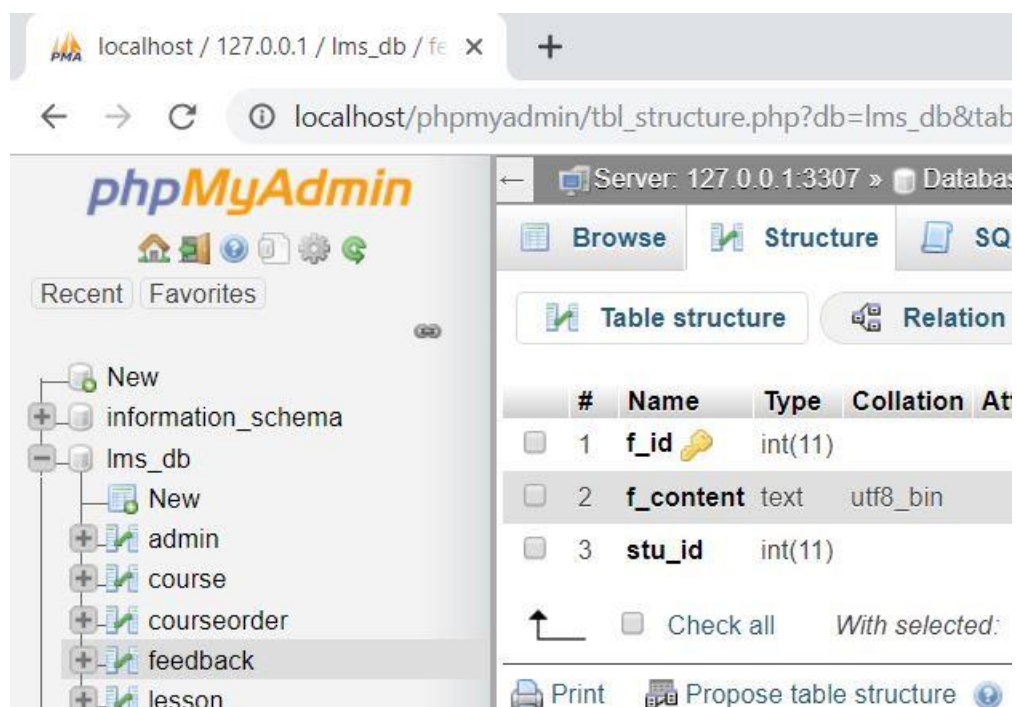 localhost / 127.0.0.1 / lms_db / fe
localhost/phpmyadmin/tbl_structure.php?db=lms_db&tab
phpMyAdmin
Recent Favorites
New
information_schema
lms_db
New
admin
course
courseorder
feedback
lesson
Server: 127.0.0.1:3307 » Databas
Browse Structure SQ
Table structure Relation
# Name Type Collation Att
1 f_id int(11)
2 f_content text utf8_bin
3 stu_id int(11)
Check all With selected:
Print Propose table structure